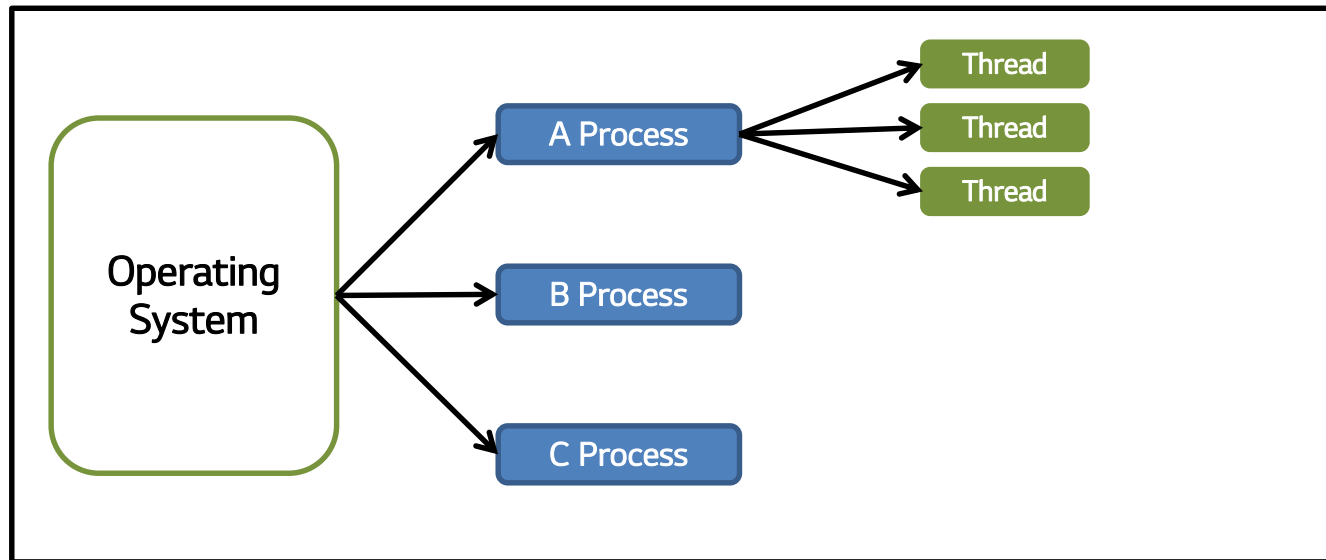 Operating
System
A Process
B Process
C Process
Thread
Thread
Thread